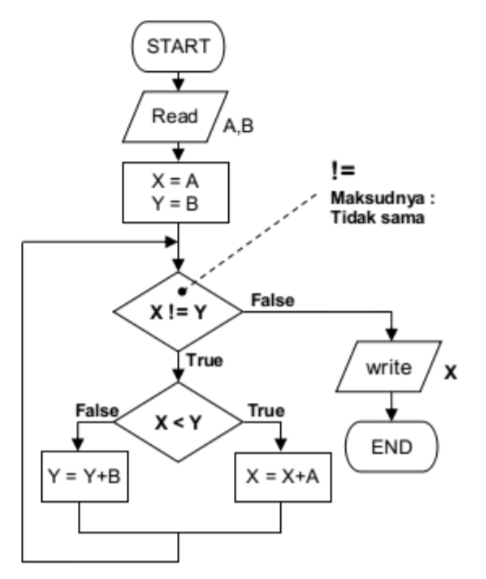 START
Read
A,B
X = A
Y = B
!=
Maksudnya :
Tidak sama
X != Y
False
True
write
X
False
X < Y
True
END
Y = Y+B
X = X+A